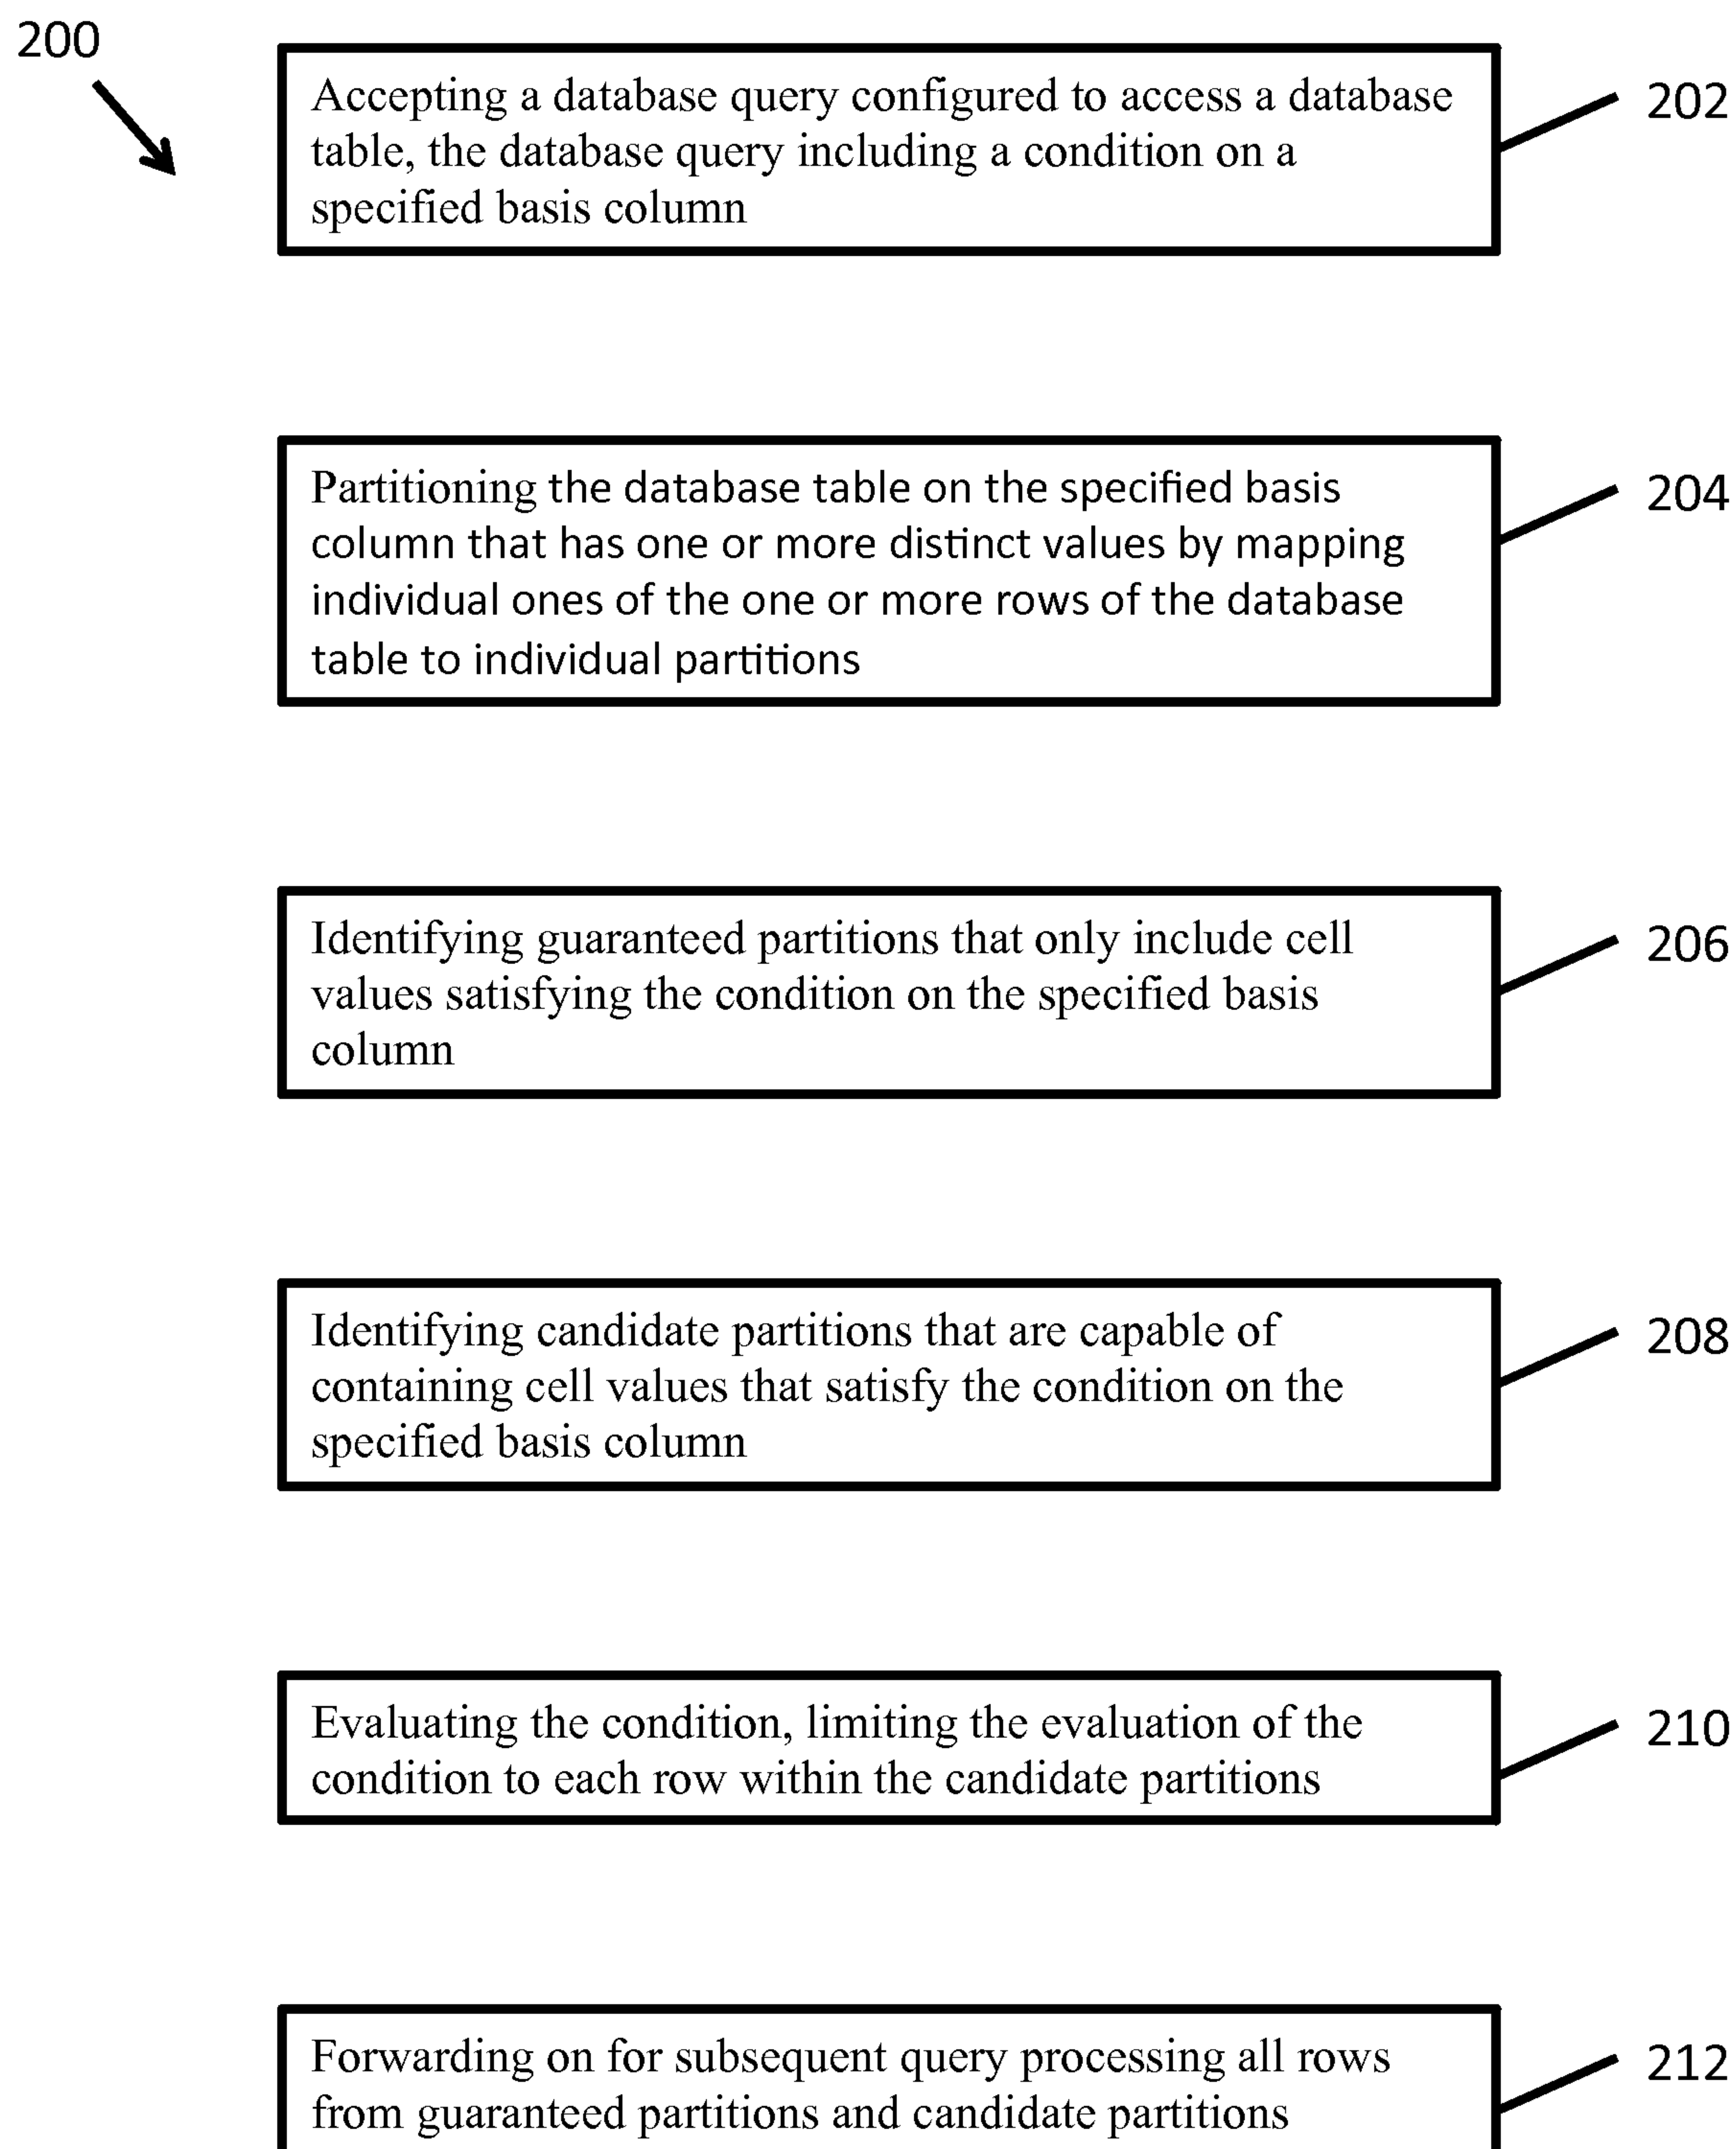 200
Accepting a database query configured to access a database
table, the database query including a condition on a
specified basis column
202
Partitioning the database table on the specified basis
column that has one or more distinct values by mapping
individual ones of the one or more rows of the database
table to individual partitions
204
Identifying guaranteed partitions that only include cell
values satisfying the condition on the specified basis
column
206
Identifying candidate partitions that are capable of
containing cell values that satisfy the condition on the
specified basis column
208
Evaluating the condition, limiting the evaluation of the
condition to each row within the candidate partitions
210
Forwarding on for subsequent query processing all rows
from guaranteed partitions and candidate partitions
212